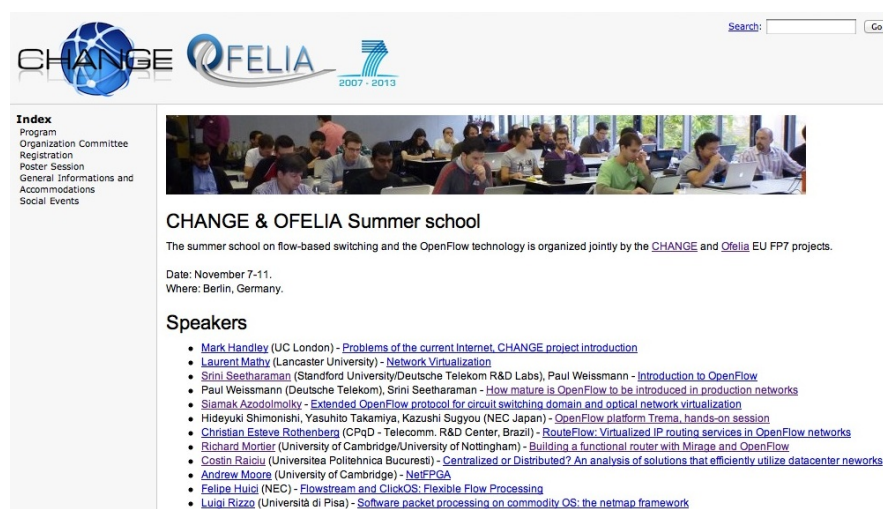 Search: Go
CHANGE OFELIA 7
2007 - 2013
Index
Program
Organization Committee
Registration
Poster Session
General Informations and
Accommodations
Social Events
CHANGE & OFELIA Summer school
The summer school on flow-based switching and the OpenFlow technology is organized jointly by the CHANGE and Ofelia EU FP7 projects.
Date: November 7-11.
Where: Berlin, Germany.
Speakers
• Mark Handley (UC London) - Problems of the current Internet, CHANGE project introduction
• Laurent Mathy (Lancaster University) - Network Virtualization
• Srini Seetharaman (Standford University/Deutsche Telekom R&D Labs), Paul Weissmann - Introduction to OpenFlow
• Paul Weissmann (Deutsche Telekom), Srini Seetharaman - How mature is OpenFlow to be introduced in production networks
• Siamak Azodolmolky - Extended OpenFlow protocol for circuit switching domain and optical network virtualization
• Hideyuki Shimonishi, Yasuhito Takamiya, Kazushi Sugyou (NEC Japan) - OpenFlow platform Trema, hands-on session
• Christian Esteve Rothenberg (CPqD - Telecomm. R&D Center, Brazil) - RouteFlow: Virtualized IP routing services in OpenFlow networks
• Richard Mortier (University of Cambridge/University of Nottingham) - Building a functional router with Mirage and OpenFlow
• Costin Raiciu (Universitea Politehnica Bucuresti) - Centralized or Distributed? An analysis of solutions that efficiently utilize datacenter neworks
• Andrew Moore (University of Cambridge) - NetFPGA
• Felipe Huici (NEC) - Flowstream and ClickOS: Flexible Flow Processing
• Luigi Rizzo (Università di Pisa) - Software packet processing on commodity OS: the netmap framework